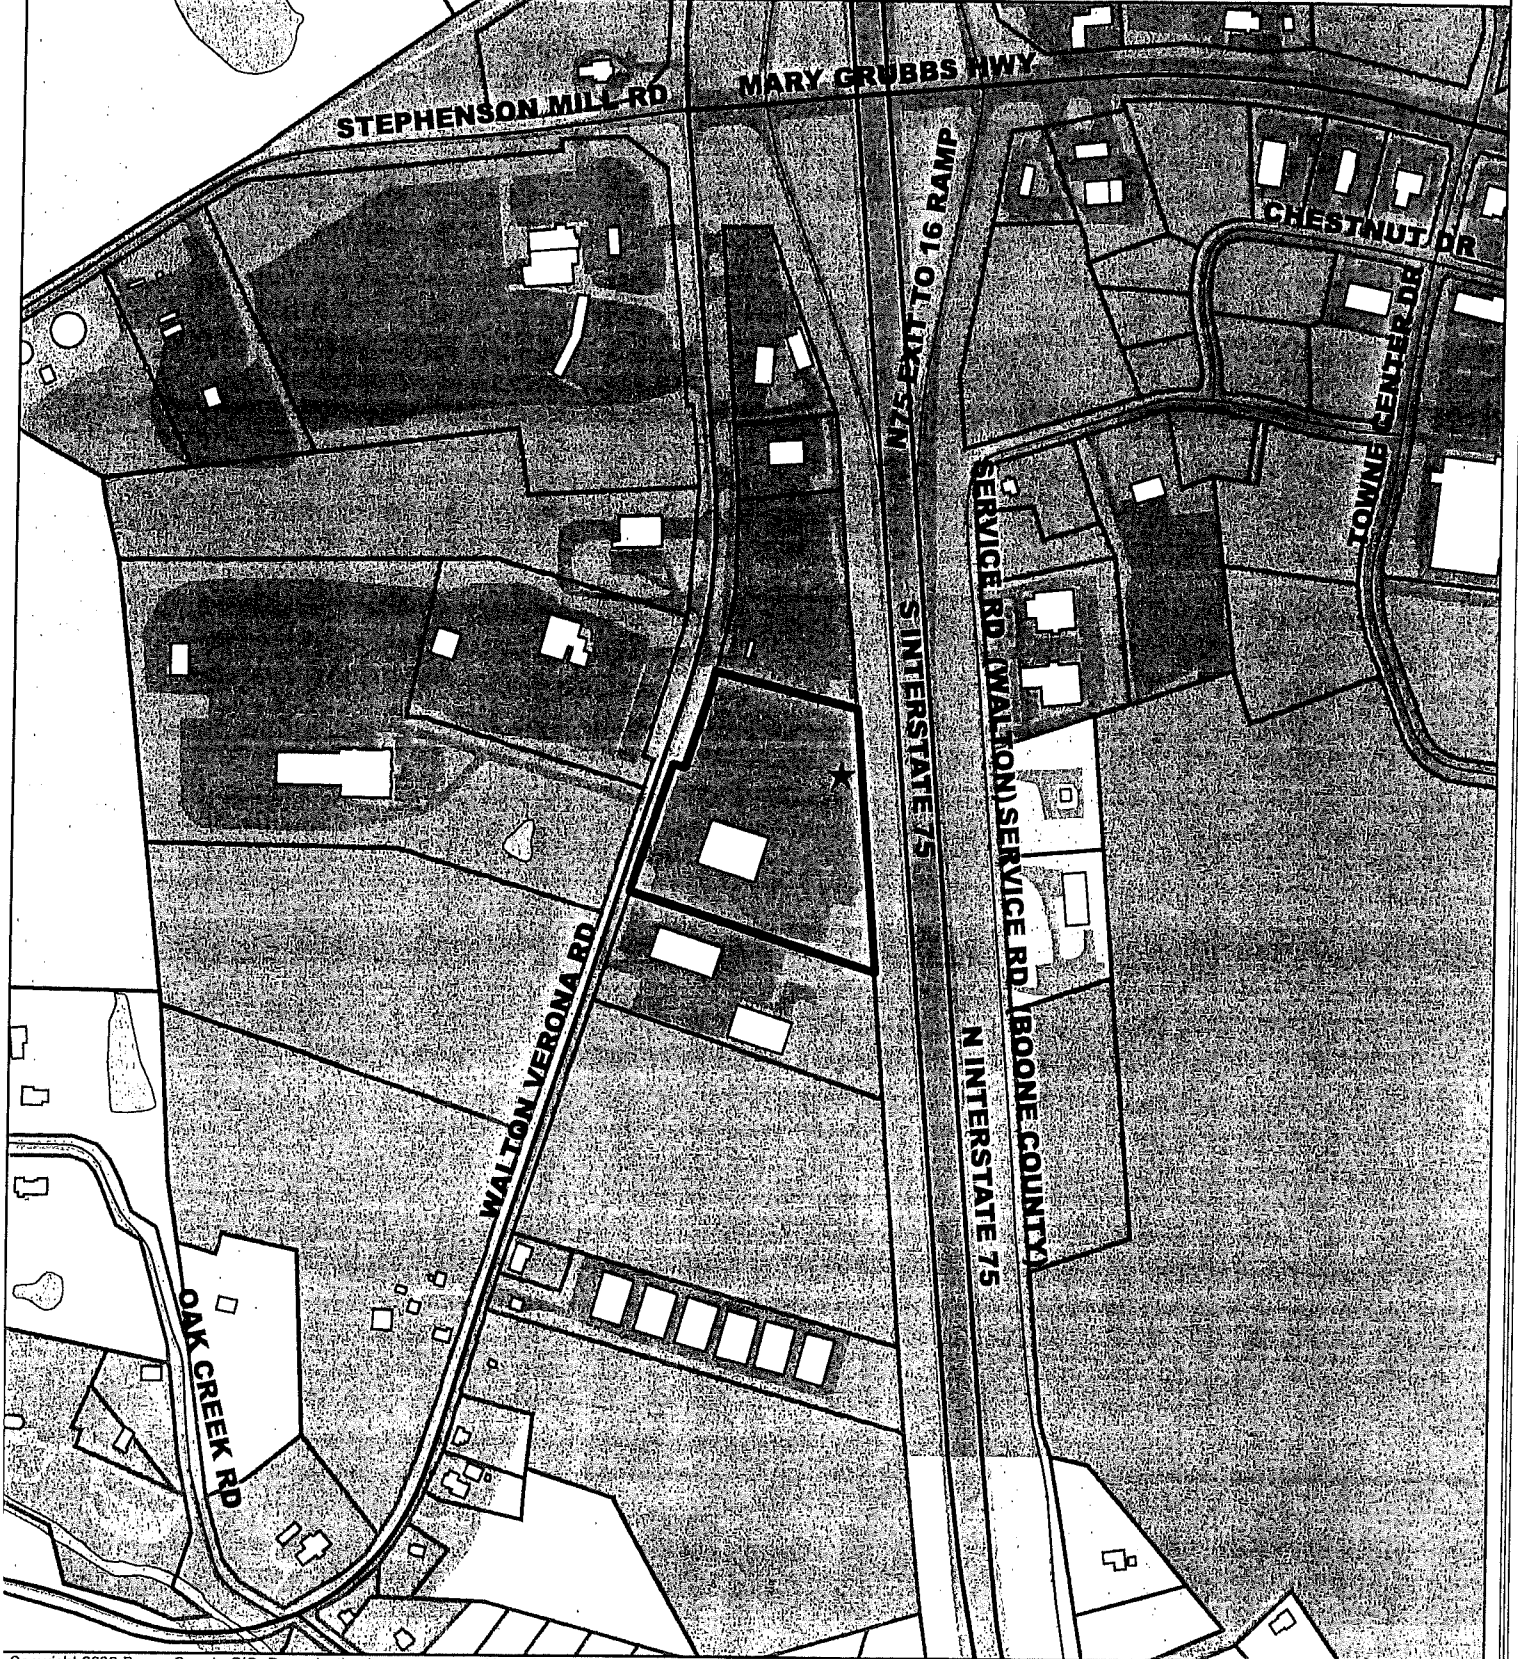 MARY GRUBBS HWY
STEPHENSON MILL RD
N 75 EXIT TO 16 RAMP
CHESTNUT DR
TOWNE CENTER DR
SERVICE RD (WALTON)
S INTERSTATE 75
SERVICE RD (BOONE COUNTY)
WALTON VERONA RD
N INTERSTATE 75
OAK CREEK RD